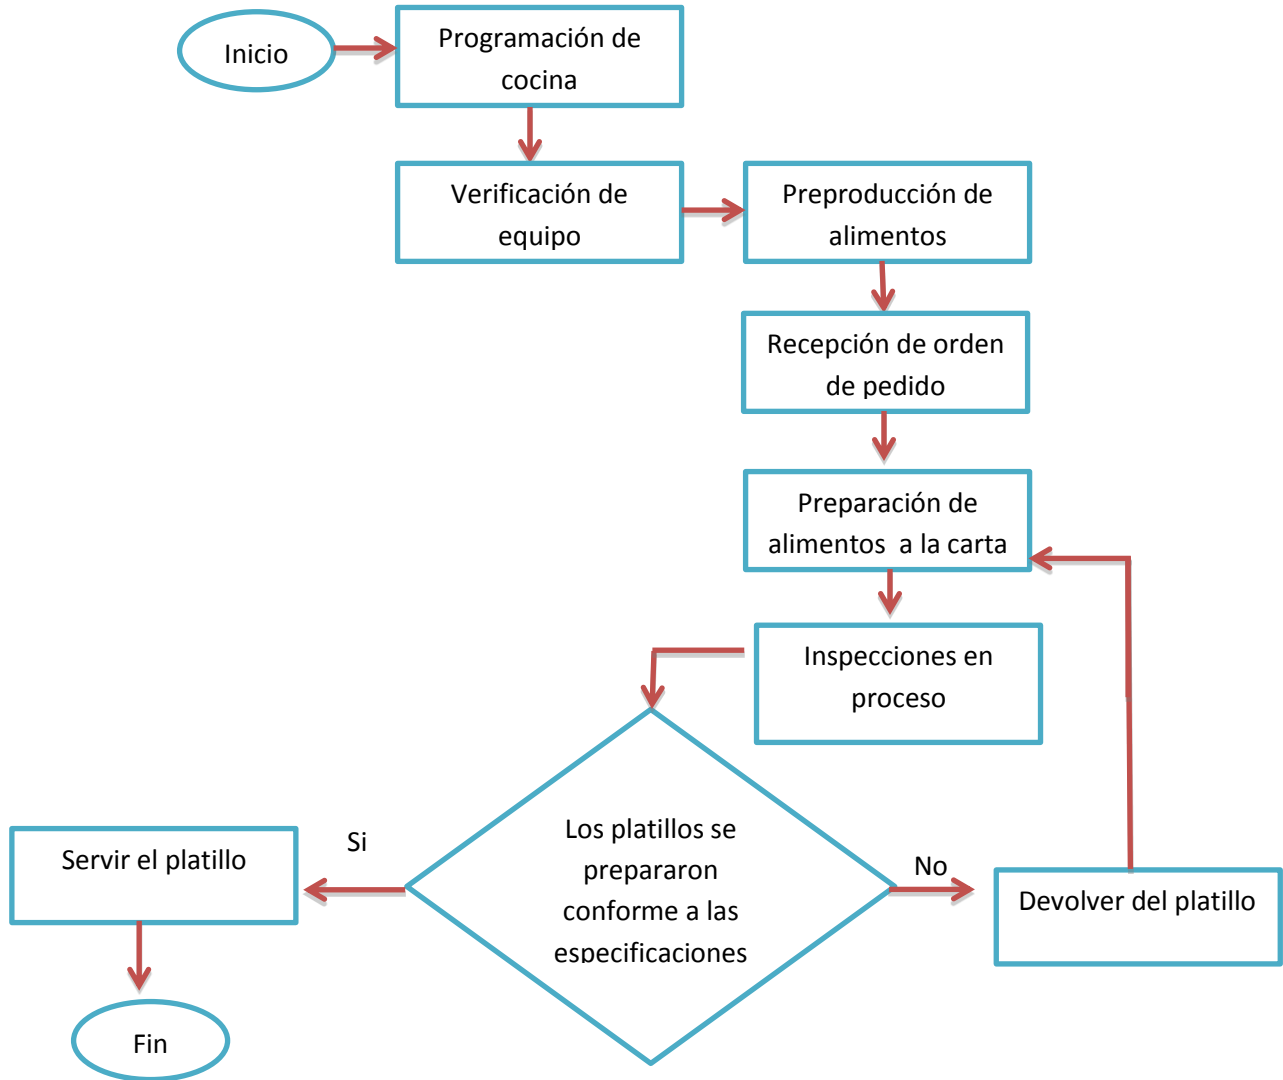 Inicio
Programación de
cocina
Verificación de
equipo
Preproducción de
alimentos
Recepción de orden
de pedido
Preparación de
alimentos a la carta
Inspecciones en
proceso
Los platillos se
prepararon
conforme a las
especificaciones
Si
No
Servir el platillo
Devolver del platillo
Fin